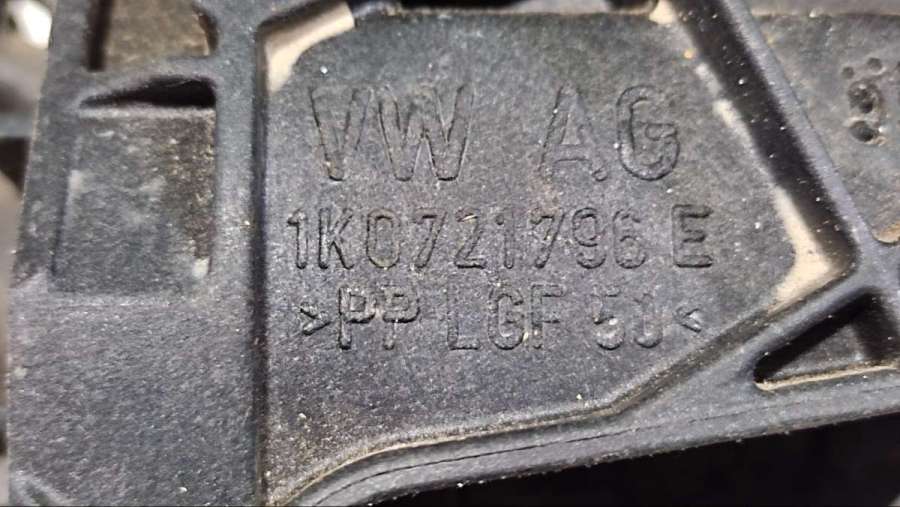 VW AG
1K0721796 E
>PP LGF 50<